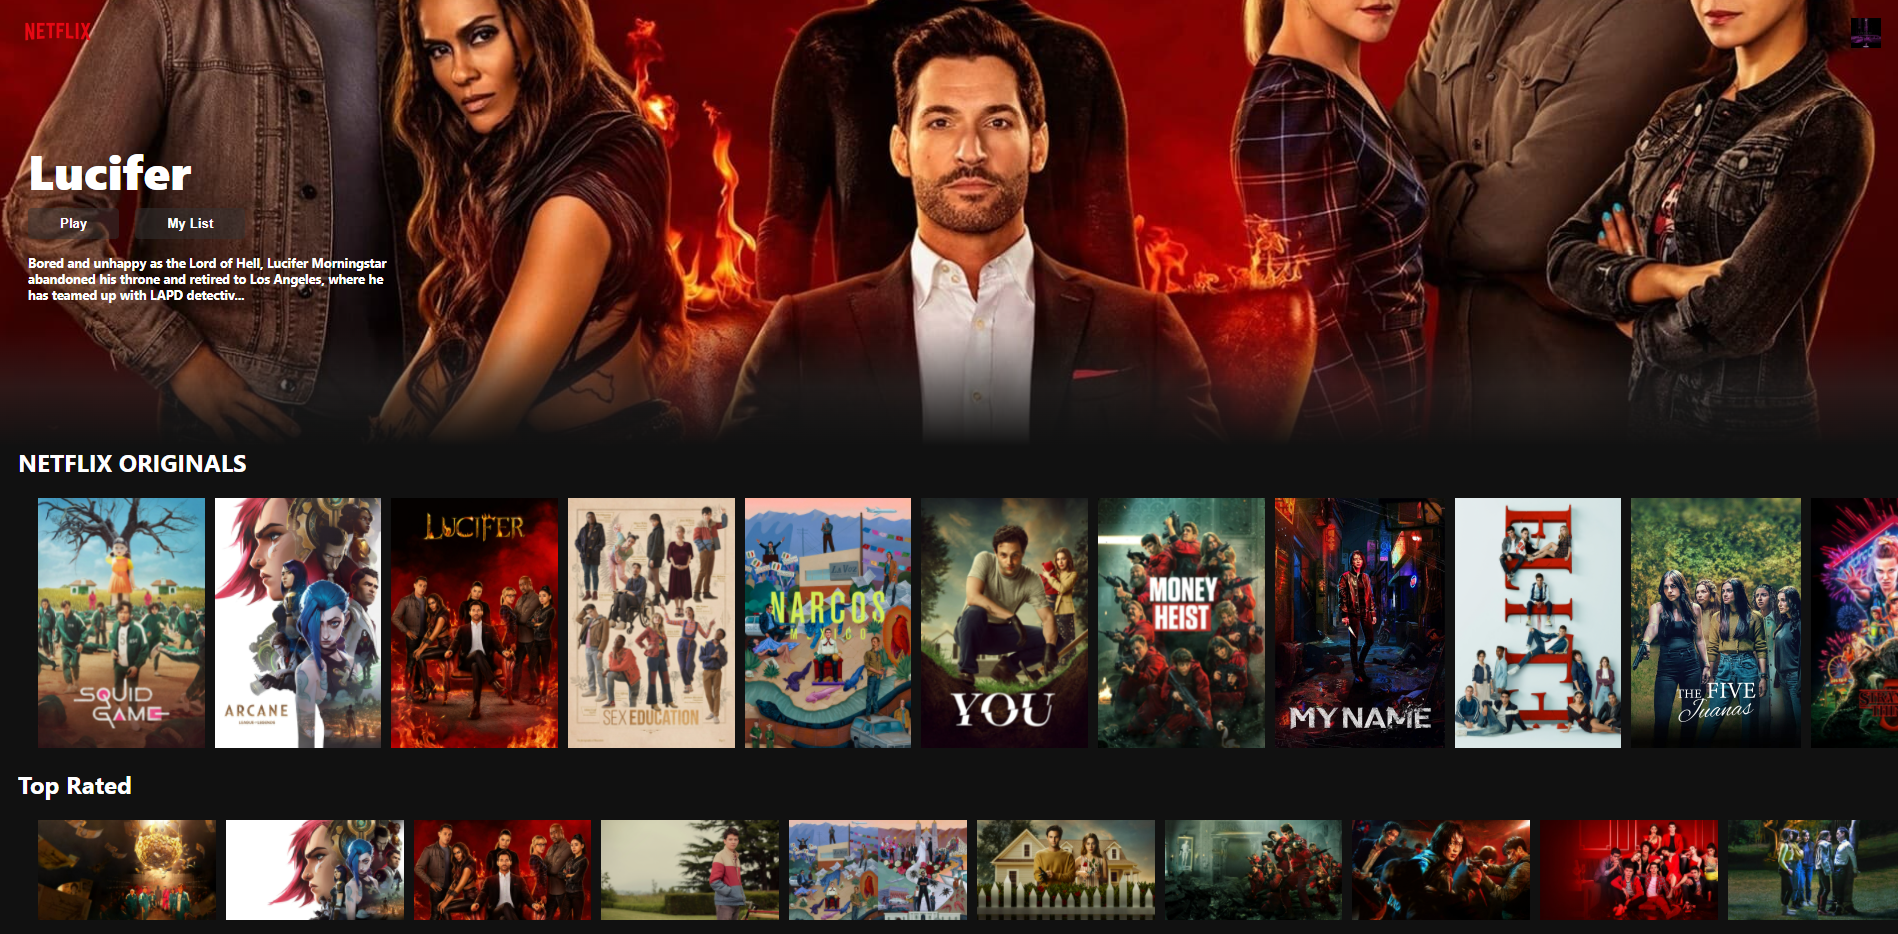 NETFLIX
Lucifer
Play
My List
Bored and unhappy as the Lord of Hell, Lucifer Morningstar
abandoned his throne and retired to Los Angeles, where he
has teamed up with LAPD detectiv...
NETFLIX ORIGINALS
SQUID
GAME
ARCANE
LUCIFER
SEX EDUCATION
La Voz
NARCOS
MEXICO
YOU
MONEY
HEIST
MY NAME
ELITE
THE FIVE
Juanas
Top Rated